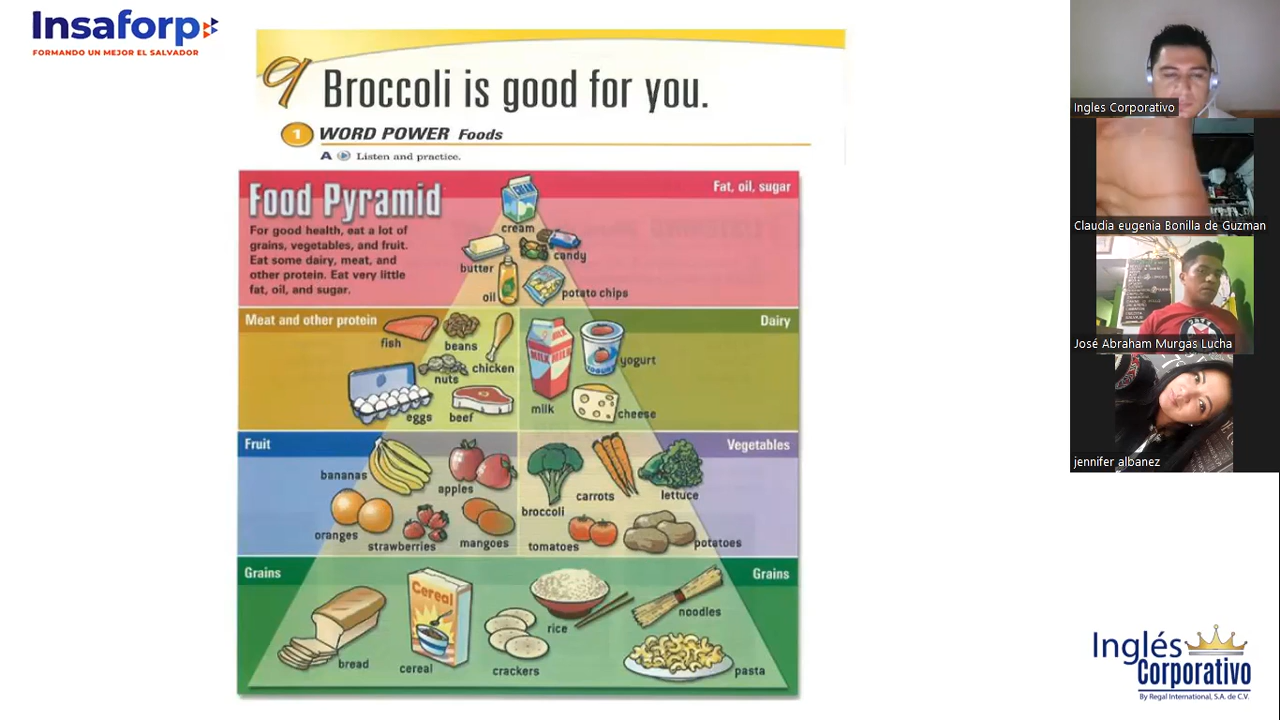 Insaforp
FORMANDO UN MEJOR EL SALVADOR
9 Broccoli is good for you.
1 WORD POWER Foods
A Listen and practice.
Food Pyramid
For good health, eat a lot of
grains, vegetables, and fruit.
Eat some dairy, meat, and
other protein. Eat very little
fat, oil, and sugar.
Fat, oil, sugar
CREAM
cream
butter
candy
oil
potato chips
Meat and other protein
fish
beans
chicken
nuts
eggs
beef
Dairy
MILK MILK
YOGURT
yogurt
milk
cheese
Fruit
bananas
apples
oranges
strawberries
mangoes
Vegetables
broccoli
carrots
lettuce
tomatoes
potatoes
Grains
Grains
Cereal
bread
cereal
crackers
rice
noodles
pasta
Ingles Corporativo
Claudia eugenia Bonilla de Guzman
José Abraham Murgas Lucha
jennifer albanez
Inglés
Corporativo
By Regal International, S.A. de C.V.